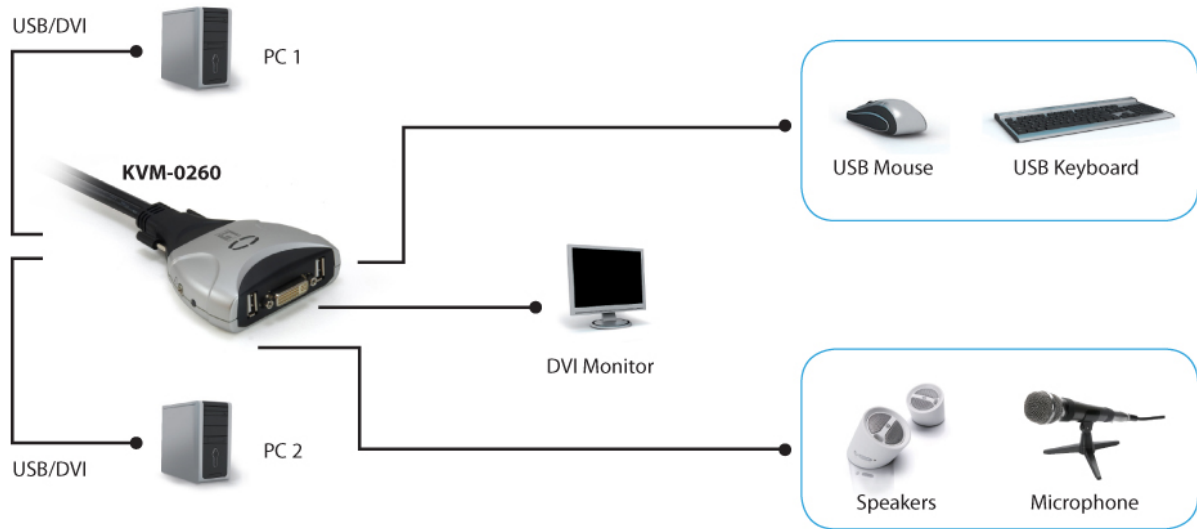 USB/DVI
PC 1
KVM-0260
USB Mouse
USB Keyboard
DVI Monitor
PC 2
USB/DVI
Speakers
Microphone